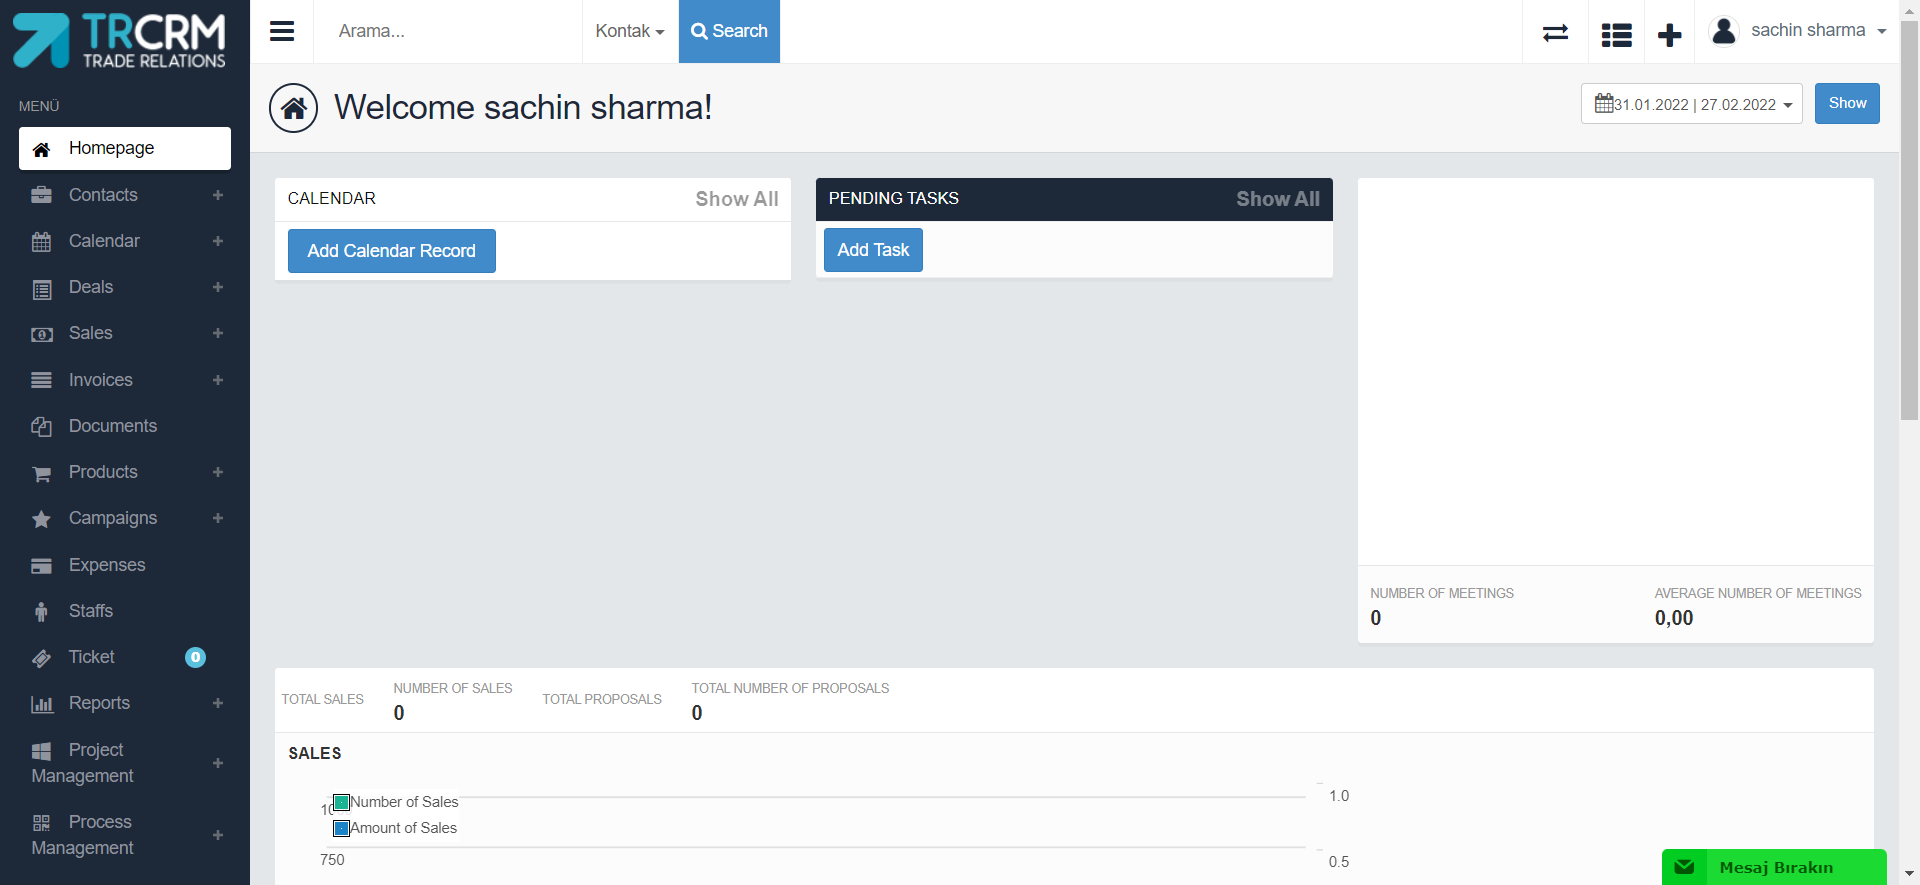 TRCRM
TRADE RELATIONS
Arama...
Kontak
Search
sachin sharma
MENÜ
Homepage
Contacts
Calendar
Deals
Sales
Invoices
Documents
Products
Campaigns
Expenses
Staffs
Ticket 0
Reports
Project
Management
Process
Management
Welcome sachin sharma!
31.01.2022 | 27.02.2022
Show
CALENDAR Show All
Add Calendar Record
PENDING TASKS Show All
Add Task
NUMBER OF MEETINGS
0
AVERAGE NUMBER OF MEETINGS
0,00
TOTAL SALES
NUMBER OF SALES
0
TOTAL PROPOSALS
TOTAL NUMBER OF PROPOSALS
0
SALES
Number of Sales
Amount of Sales
750
1.0
0.5
Mesaj Bırakın